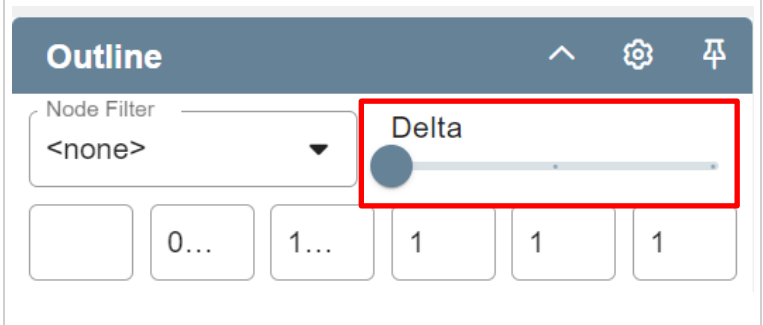 Outline
Node Filter
<none>
Delta
0... 1... 1 1 1